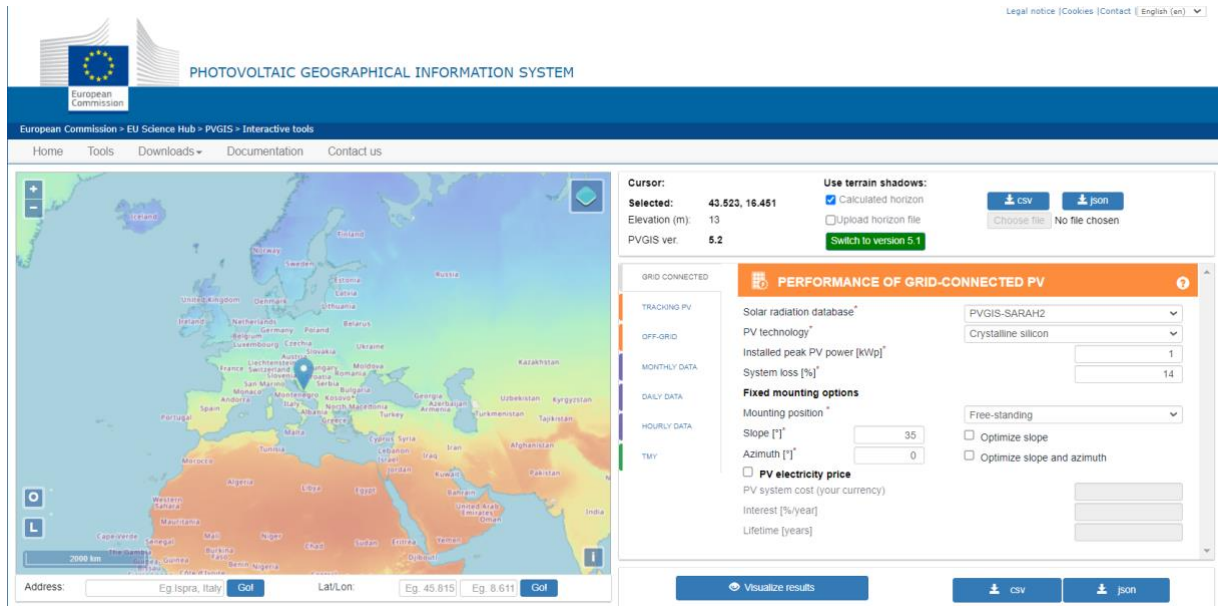 Legal notice |Cookies |Contact | English (en)
PHOTOVOLTAIC GEOGRAPHICAL INFORMATION SYSTEM
European
Commission
European Commission > EU Science Hub > PVGIS > Interactive tools
Home Tools Downloads Documentation Contact us
+
-
Iceland
Norway
Finland
Sweden
Estonia
Latvia
Lithuania
Russia
United Kingdom Denmark
Ireland Netherlands
Germany Poland Belarus
Belgium
Luxembourg Czechia Ukraine
Slovakia
Liechtenstein
France Switzerland Hungary Moldova
Romania
San Marino Serbia
Monaco Montenegro Kosovo* Bulgaria
Andorra Italy North Macedonia
Spain Albania
Portugal Greece Turkey
Georgia
Azerbaijan
Armenia
Kazakhstan
Uzbekistan Kyrgyzstan
Turkmenistan Tajikistan
Malta
Tunisia
Cyprus Syria
Lebanon
Iraq
Iran
Afghanistan
Israel
Jordan
Kuwait
Pakistan
Morocco
Algeria
Libya
Egypt
Bahrain
United Arab
Emirates
Oman
India
Western
Sahara
Mauritania
Cape Verde
Senegal
Mali
Niger
Chad
Sudan
Eritrea
Yemen
The Gambia
Guinea
Burkina
Faso
Benin Nigeria
Djibouti
L
2000 km
i
Address: Eg.Ispra, Italy Go! Lat/Lon: Eg. 45.815 Eg. 8.611 Go!
Cursor:
Selected: 43.523, 16.451
Elevation (m): 13
PVGIS ver. 5.2
Use terrain shadows:
Calculated horizon
Upload horizon file
Switch to version 5.1
csv json
Choose file No file chosen
GRID CONNECTED
TRACKING PV
OFF-GRID
MONTHLY DATA
DAILY DATA
HOURLY DATA
TMY
PERFORMANCE OF GRID-CONNECTED PV
?
Solar radiation database* PVGIS-SARAH2
PV technology* Crystalline silicon
Installed peak PV power [kWp]* 1
System loss [%]* 14
Fixed mounting options
Mounting position * Free-standing
Slope [°]* 35 Optimize slope
Azimuth [°]* 0 Optimize slope and azimuth
PV electricity price
PV system cost (your currency)
Interest [%/year]
Lifetime [years]
Visualize results csv json